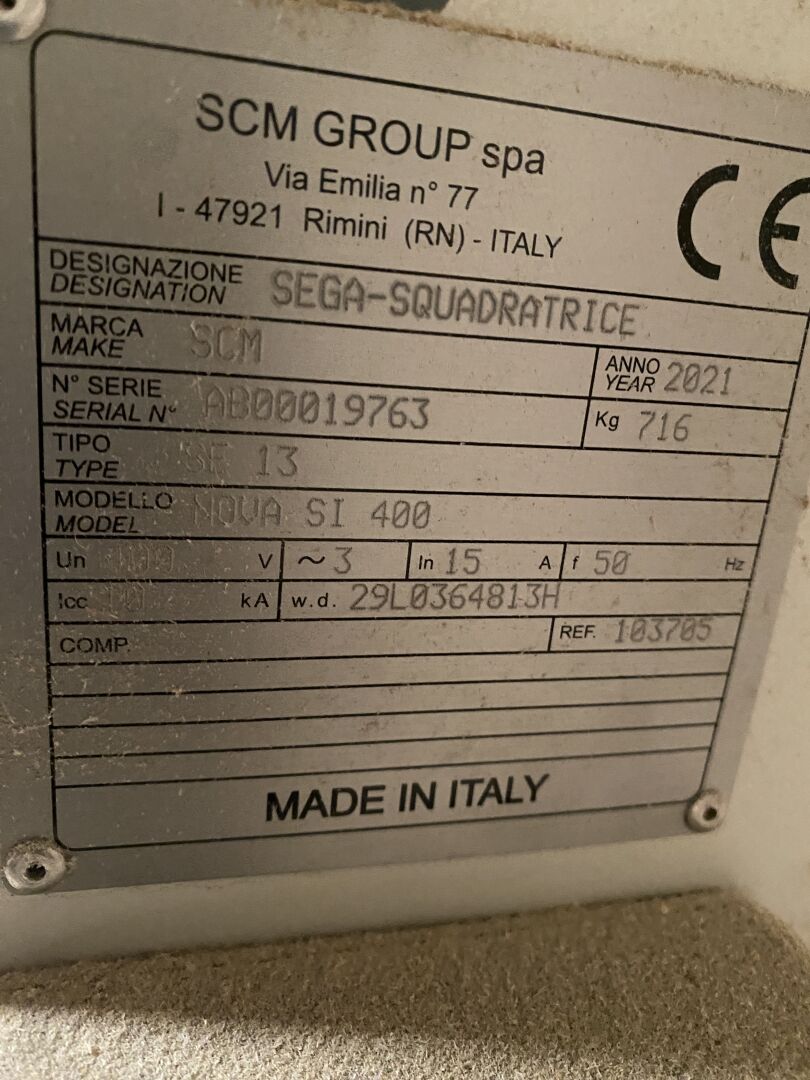 SCM GROUP spa
Via Emilia n° 77
I - 47921 Rimini (RN) - ITALY
CE
DESIGNAZIONE
DESIGNATION SEGA-SQUADRATRICE
MARCA
MAKE SCM
ANNO
YEAR 2021
N° SERIE
SERIAL N° AB00019763
Kg 716
TIPO
TYPE 13
MODELLO
MODEL NOVA SI 400
Un V ~ 3 In 15 A f 50 Hz
Icc kA w.d. 29L0364813H
COMP. REF. 103705
MADE IN ITALY